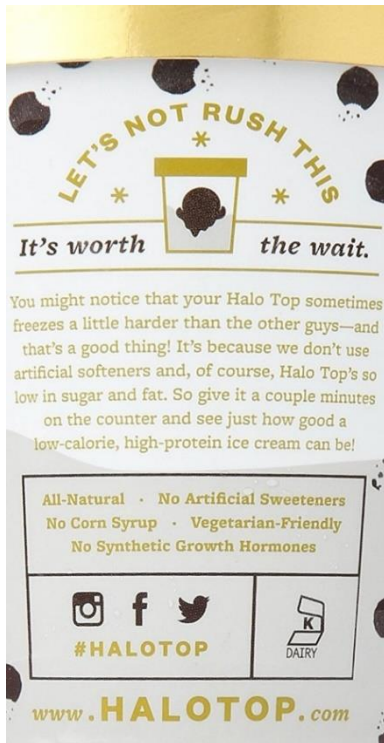 LET'S NOT RUSH THIS
It's worth the wait.
You might notice that your Halo Top sometimes
freezes a little harder than the other guys—and
that's a good thing! It's because we don't use
artificial softeners and, of course, Halo Top's so
low in sugar and fat. So give it a couple minutes
on the counter and see just how good a
low-calorie, high-protein ice cream can be!
All-Natural · No Artificial Sweeteners
No Corn Syrup · Vegetarian-Friendly
No Synthetic Growth Hormones
#HALOTOP
K
DAIRY
www.HALOTOP.com